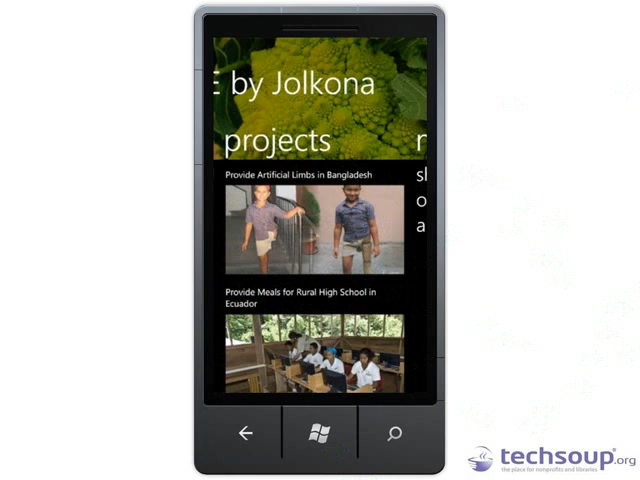 E by Jolkona
projects
Provide Artificial Limbs in Bangladesh
Provide Meals for Rural High School in
Ecuador
sl
o
a
techsoup.org
the place for nonprofits and libraries